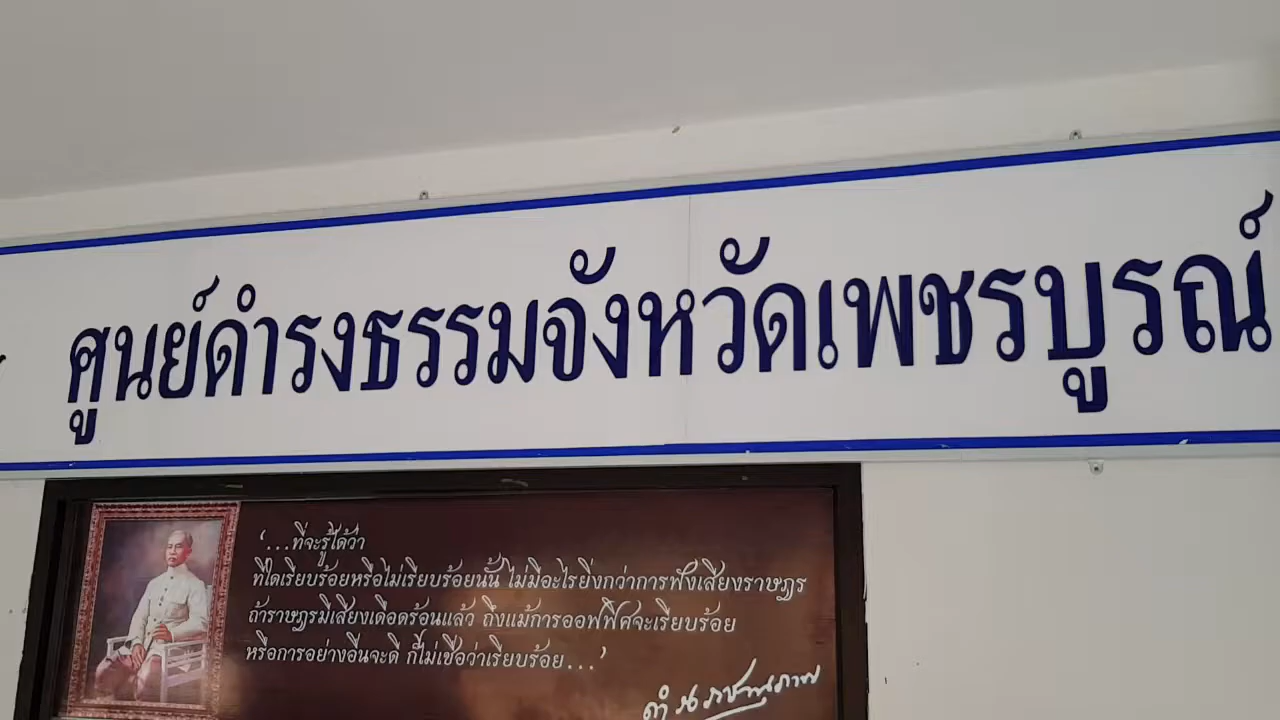 ศูนย์ดำรงธรรมจังหวัดเพชรบูรณ์
‘...ที่จะรู้ได้ว่า
ที่ใดเรียบร้อยหรือไม่เรียบร้อยนั้น ไม่มีอะไรยิ่งกว่าการฟังเสียงราษฎร
ถ้าราษฎรมีเสียงเดือดร้อนแล้ว ถึงแม้การออฟฟิศจะเรียบร้อย
หรือการอย่างอื่นจะดี ก็ไม่เชื่อว่าเรียบร้อย...’